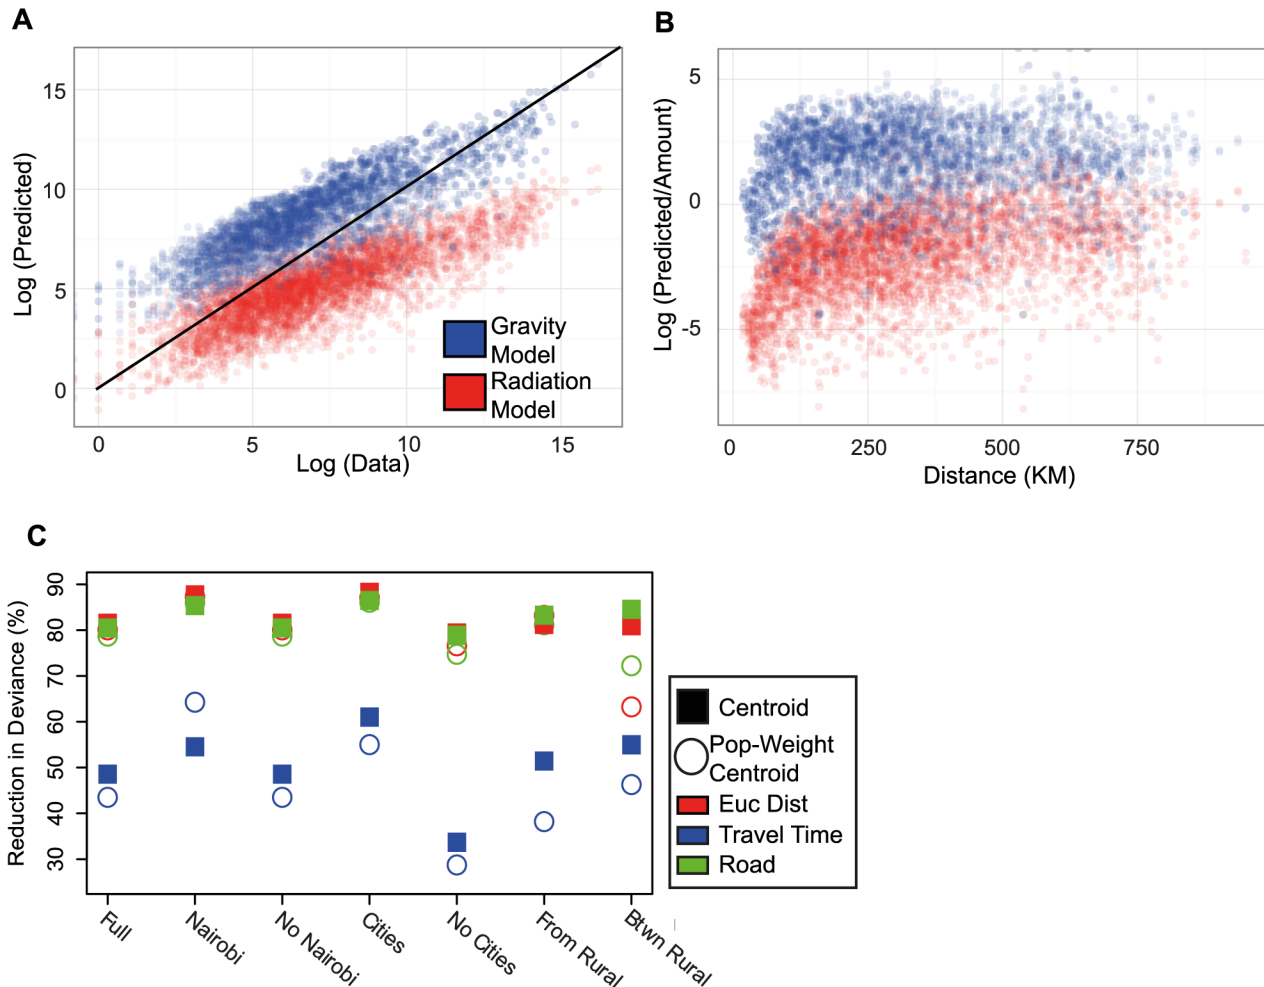 A
Log (Predicted)
15
10
5
0
0
5
10
15
Log (Data)
Gravity
Model
Radiation
Model
B
Log (Predicted/Amount)
5
0
-5
0
250
500
750
Distance (KM)
C
Reduction in Deviance (%)
90
80
70
60
50
40
30
Full
Nairobi
No Nairobi
Cities
No Cities
From Rural
Btwn Rural
Centroid
Pop-Weight
Centroid
Euc Dist
Travel Time
Road